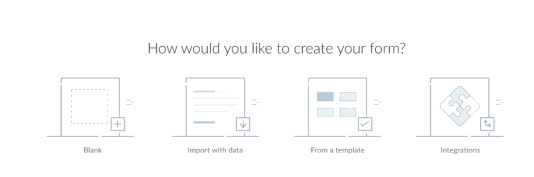 How would you like to create your form?
Blank
Import with data
From a template
Integrations